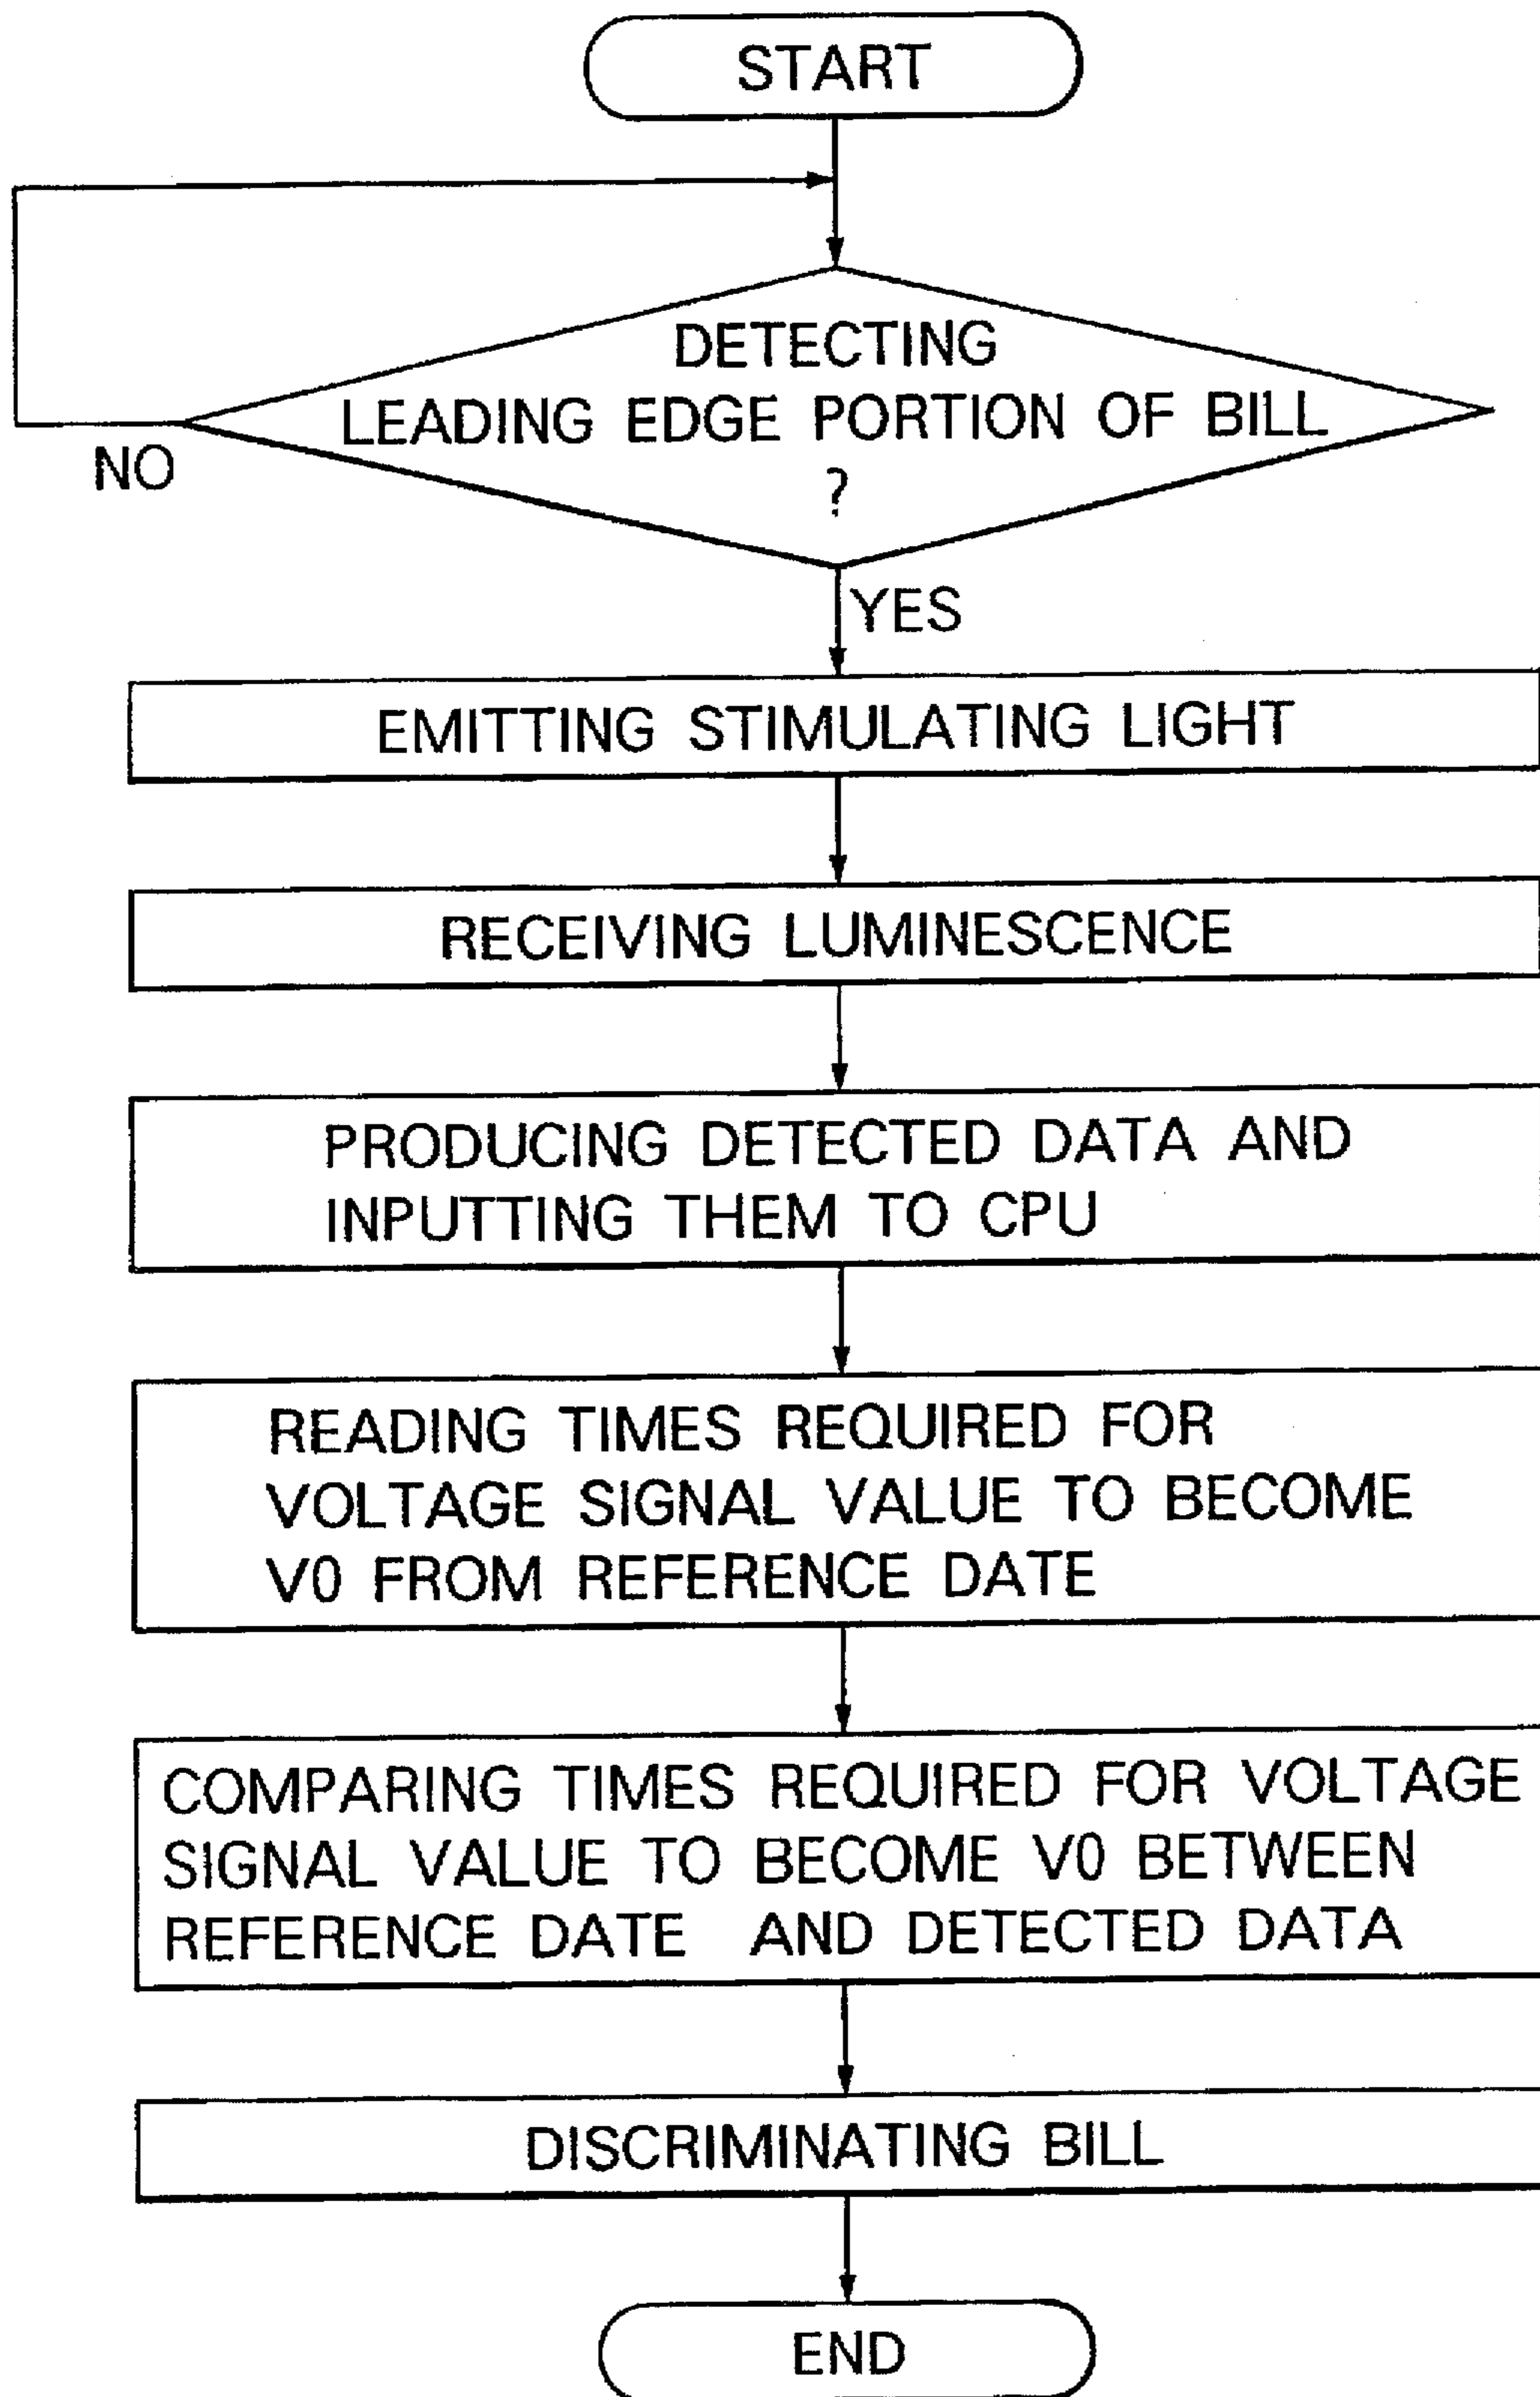 START
DETECTING
LEADING EDGE PORTION OF BILL
?
NO
YES
EMITTING STIMULATING LIGHT
RECEIVING LUMINESCENCE
PRODUCING DETECTED DATA AND
INPUTTING THEM TO CPU
READING TIMES REQUIRED FOR
VOLTAGE SIGNAL VALUE TO BECOME
V0 FROM REFERENCE DATE
COMPARING TIMES REQUIRED FOR VOLTAGE
SIGNAL VALUE TO BECOME V0 BETWEEN
REFERENCE DATE AND DETECTED DATA
DISCRIMINATING BILL
END